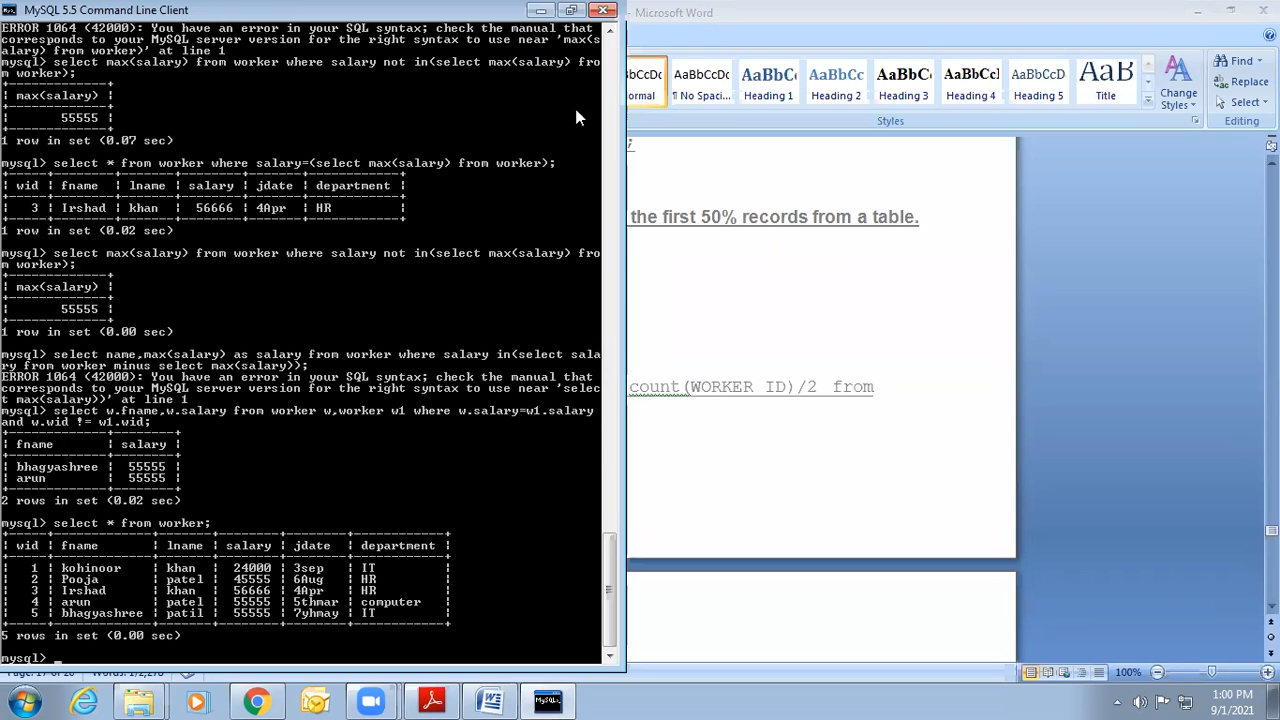 MySQL 5.5 Command Line Client
ERROR 1064 (42000): You have an error in your SQL syntax; check the manual that
corresponds to your MySQL server version for the right syntax to use near 'max(s
alary) from worker)' at line 1
mysql> select max(salary) from worker where salary not in(select max(salary) fro
m worker);
+-------------+
| max(salary) |
+-------------+
|       55555 |
+-------------+
1 row in set (0.07 sec)
mysql> select * from worker where salary=(select max(salary) from worker);
+-----+--------+-------+--------+-------+------------+
| wid | fname  | lname | salary | jdate | department |
+-----+--------+-------+--------+-------+------------+
|   3 | Irshad | khan  |  56666 | 4Apr  | HR         |
+-----+--------+-------+--------+-------+------------+
1 row in set (0.02 sec)
mysql> select max(salary) from worker where salary not in(select max(salary) fro
m worker);
+-------------+
| max(salary) |
+-------------+
|       55555 |
+-------------+
1 row in set (0.00 sec)
mysql> select name,max(salary) as salary from worker where salary in(select sala
ry from worker minus select max(salary));
ERROR 1064 (42000): You have an error in your SQL syntax; check the manual that
corresponds to your MySQL server version for the right syntax to use near 'selec
t max(salary))' at line 1
mysql> select w.fname,w.salary from worker w,worker w1 where w.salary=w1.salary
and w.wid != w1.wid;
+-------------+--------+
| fname       | salary |
+-------------+--------+
| bhagyashree |  55555 |
| arun        |  55555 |
+-------------+--------+
2 rows in set (0.02 sec)
mysql> select * from worker;
+-----+-------------+-------+--------+--------+------------+
| wid | fname       | lname | salary | jdate  | department |
+-----+-------------+-------+--------+--------+------------+
|   1 | kohinoor    | khan  |  24000 | 3sep   | IT         |
|   2 | Pooja       | patel |  45555 | 6Aug   | HR         |
|   3 | Irshad      | khan  |  56666 | 4Apr   | HR         |
|   4 | arun        | patel |  55555 | 5thmar | computer   |
|   5 | bhagyashree | patil |  55555 | 7yhmay | IT         |
+-----+-------------+-------+--------+--------+------------+
5 rows in set (0.00 sec)
mysql> _
- Microsoft Word
AaBbCcDc AaBbC( AaBbCc AaBbC( AaBbCcI AaBbCcD AaB
ormal ¶ No Spaci... Heading 1 Heading 2 Heading 3 Heading 4 Heading 5 Title
Change Styles
Find
Replace
Select
Styles
Editing
;
the first 50% records from a table.
count(WORKER ID)/2 from
Words: 1/2,278
100%
1:00 PM
9/1/2021